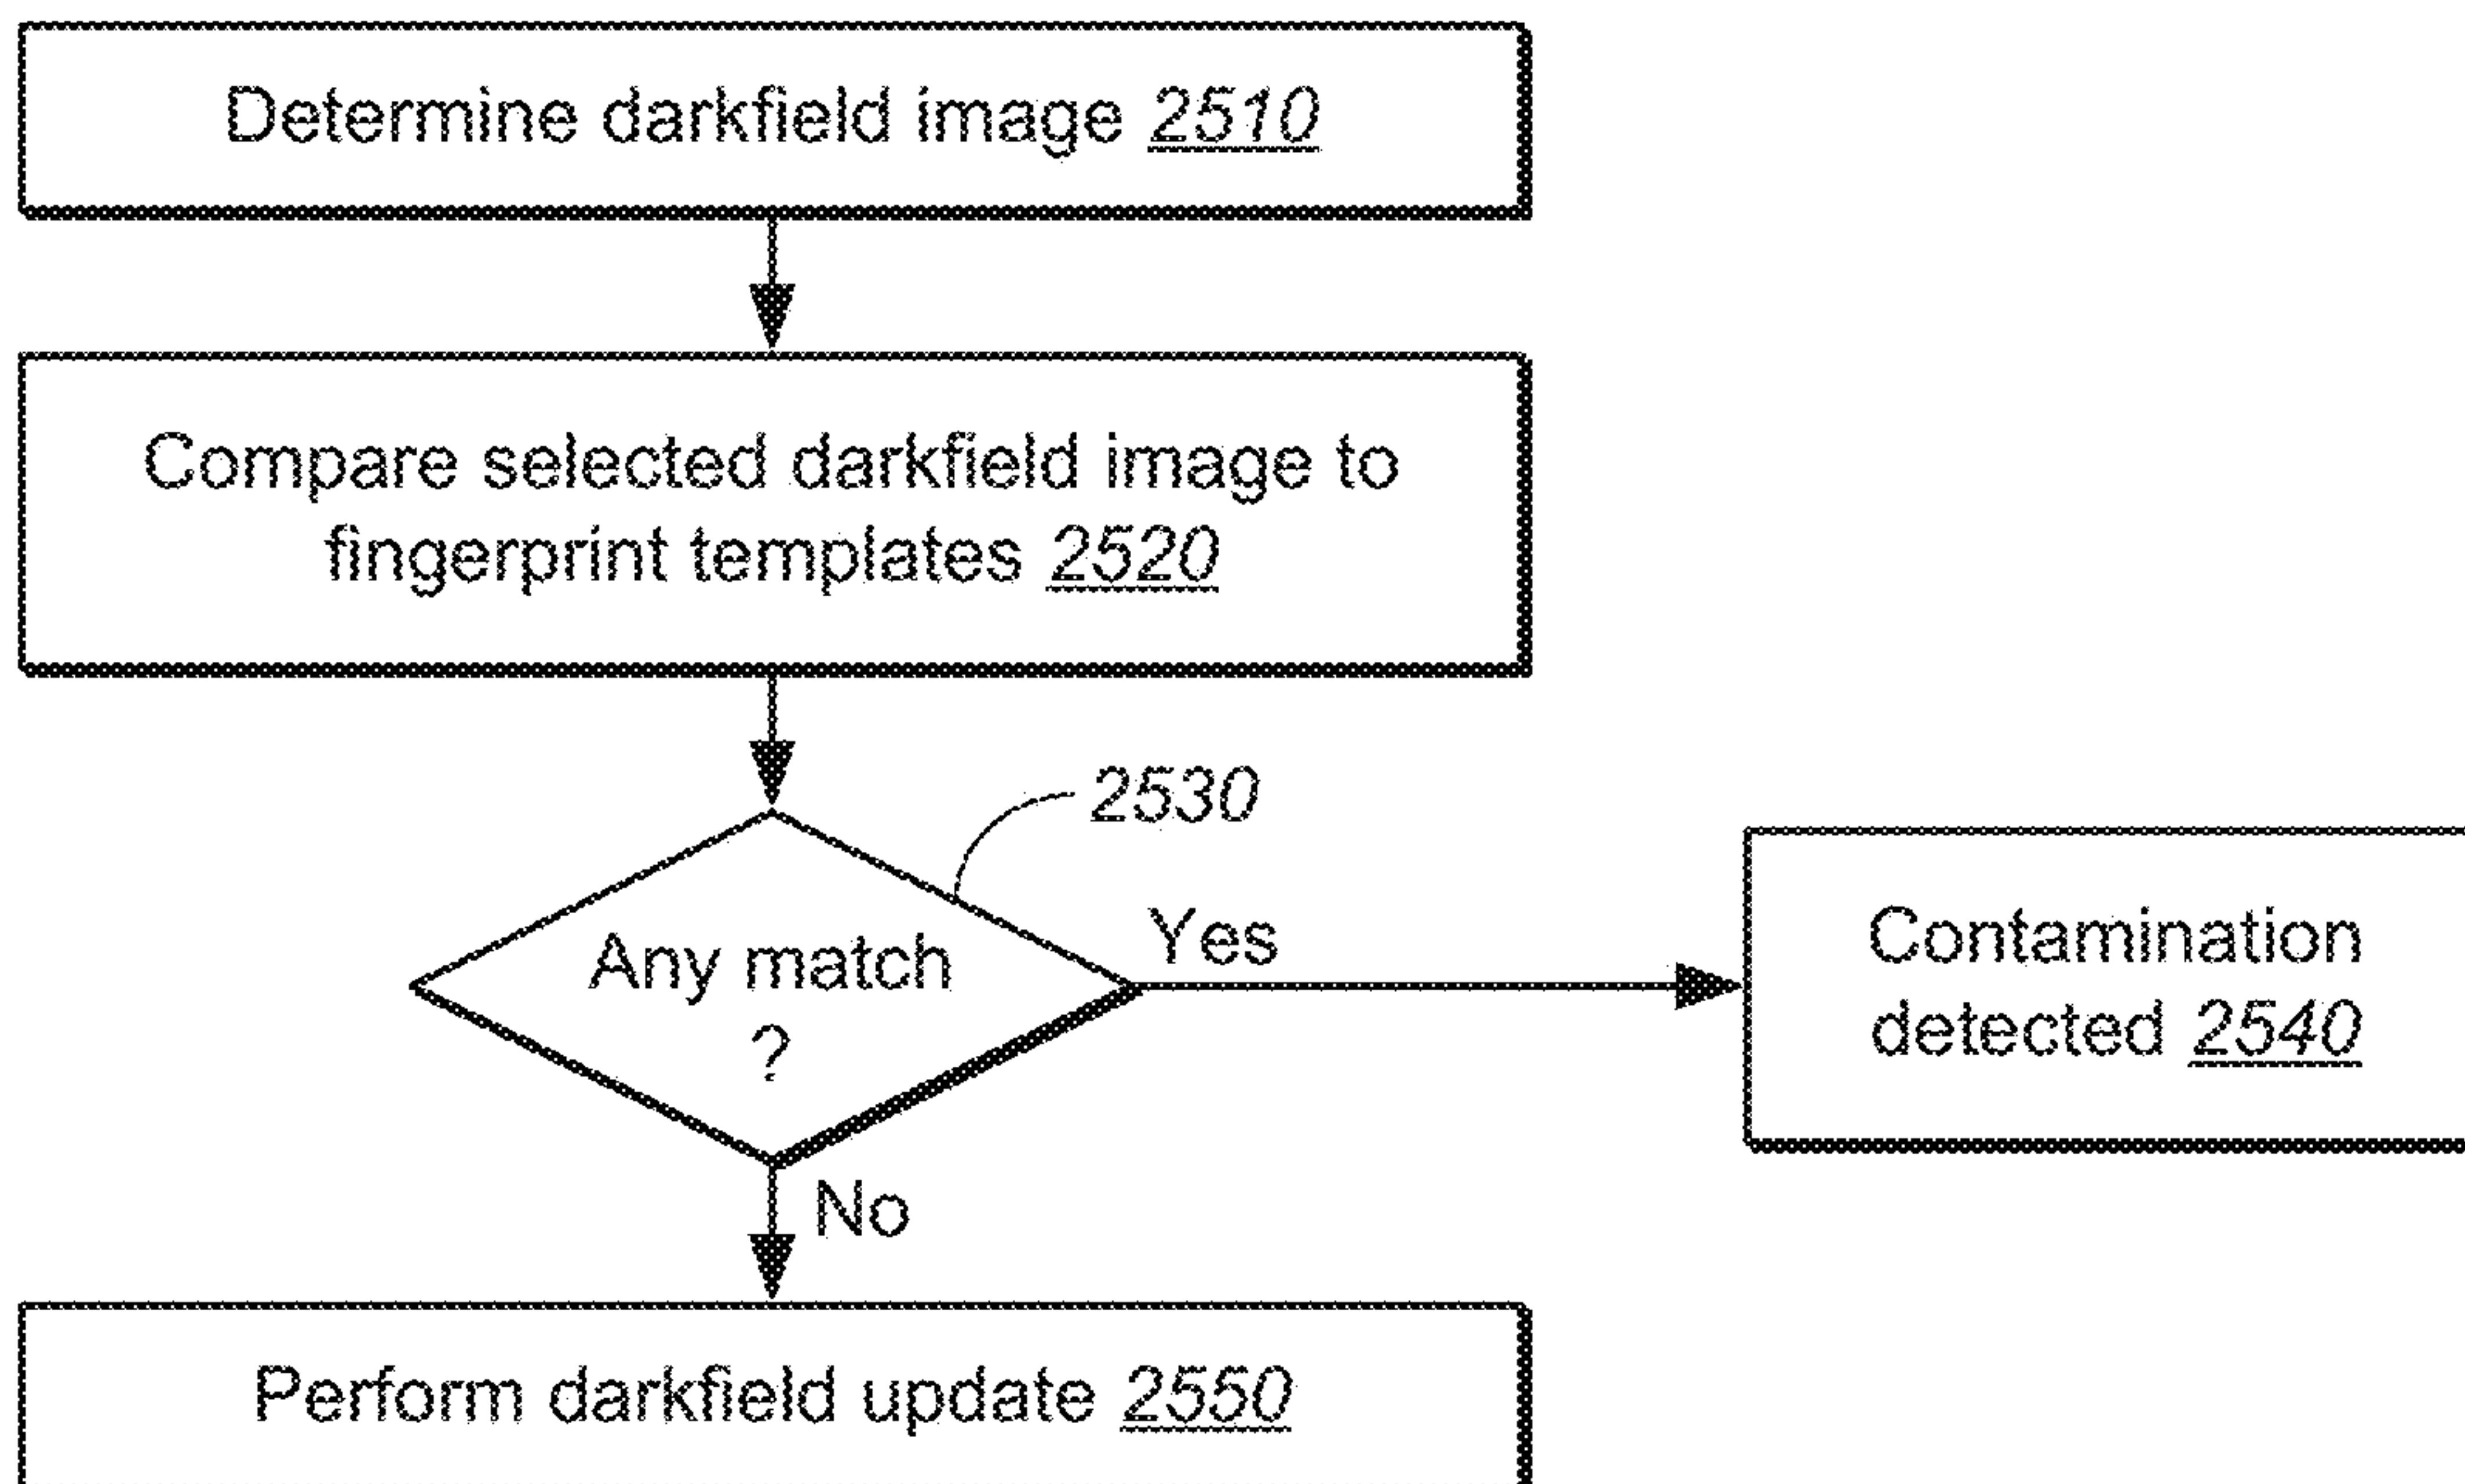 Determine darkfield image 2510
Compare selected darkfield image to
fingerprint templates 2520
2530
Any match
?
Yes
Contamination
detected 2540
No
Perform darkfield update 2550